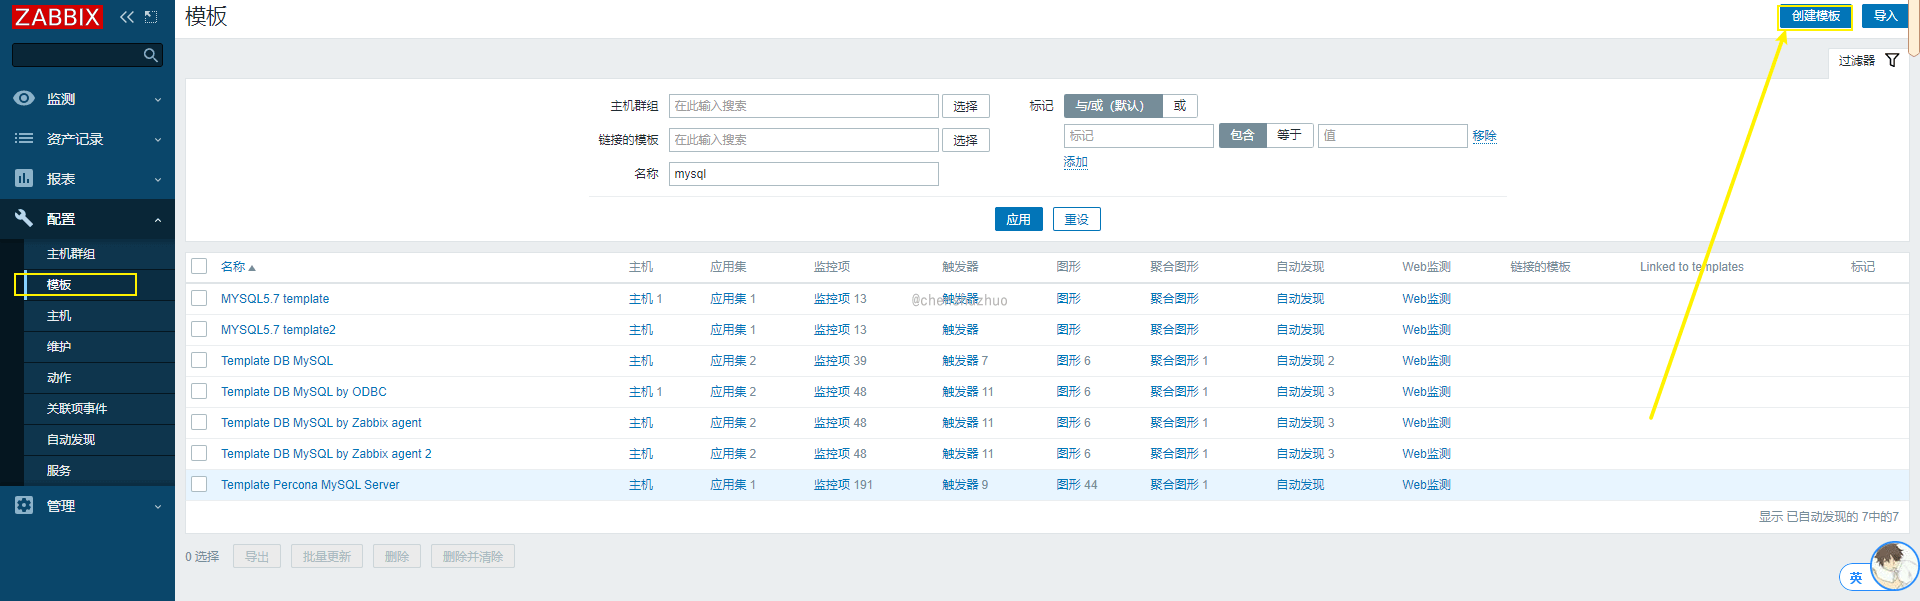 ZABBIX
监测
资产记录
报表
配置
主机群组
模板
主机
维护
动作
关联项事件
自动发现
服务
管理
模板
创建模板 导入
过滤器
主机群组 在此输入搜索 选择 标记 与/或（默认） 或
链接的模板 在此输入搜索 选择 标记 包含 等于 值 移除
名称 mysql 添加
应用 重设
名称 主机 应用集 监控项 触发器 图形 聚合图形 自动发现 Web监测 链接的模板 Linked to templates 标记
MYSQL5.7 template 主机 1 应用集 1 监控项 13 触发器 图形 聚合图形 自动发现 Web监测
MYSQL5.7 template2 主机 应用集 1 监控项 13 触发器 图形 聚合图形 自动发现 Web监测
Template DB MySQL 主机 应用集 2 监控项 39 触发器 7 图形 6 聚合图形 1 自动发现 2 Web监测
Template DB MySQL by ODBC 主机 1 应用集 2 监控项 48 触发器 11 图形 6 聚合图形 1 自动发现 3 Web监测
Template DB MySQL by Zabbix agent 主机 应用集 2 监控项 48 触发器 11 图形 6 聚合图形 1 自动发现 3 Web监测
Template DB MySQL by Zabbix agent 2 主机 应用集 2 监控项 48 触发器 11 图形 6 聚合图形 1 自动发现 3 Web监测
Template Percona MySQL Server 主机 应用集 1 监控项 191 触发器 9 图形 44 聚合图形 1 自动发现 Web监测
显示 已自动发现的 7中的7
0 选择 导出 批量更新 删除 删除并清除
英